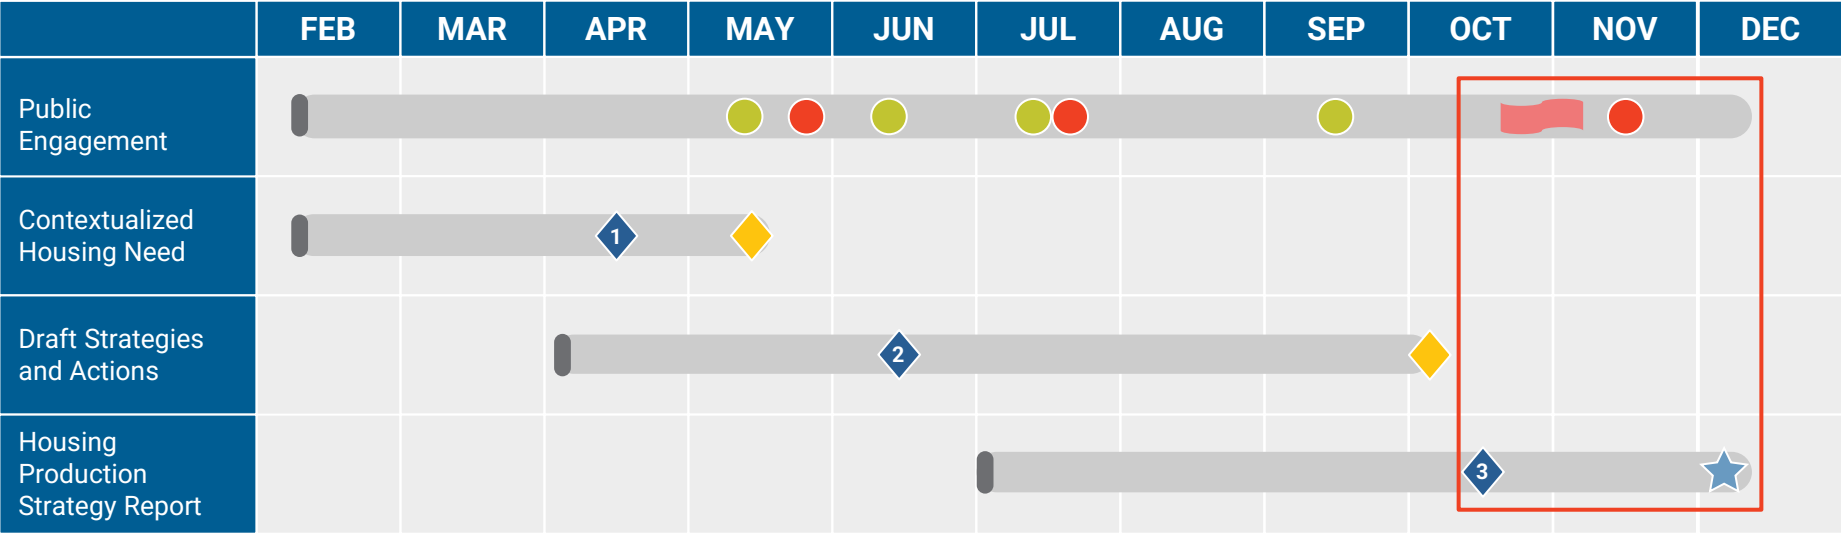 FEB MAR APR MAY JUN JUL AUG SEP OCT NOV DEC
Public
Engagement
Contextualized
Housing Need
1
Draft Strategies
and Actions
2
Housing
Production
Strategy Report
3